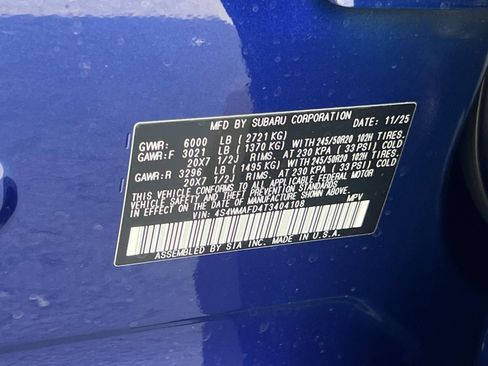 MFD BY SUBARU CORPORATION DATE: 11/25
GVWR: 6000 LB ( 2721 KG)
GAWR:F 3021 LB ( 1370 KG) WITH 245/50R20 102H TIRES.
20X7 1/2J RIMS. AT 230 KPA ( 33 PSI) COLD
GAWR:R 3296 LB ( 1495 KG) WITH 245/50R20 102H TIRES.
20X7 1/2J RIMS. AT 230 KPA ( 33 PSI) COLD
THIS VEHICLE CONFORMS TO ALL APPLICABLE FEDERAL MOTOR
VEHICLE SAFETY AND THEFT PREVENTION STANDARDS
IN EFFECT ON THE DATE OF MANUFACTURE SHOWN ABOVE.
VIN: 4S4WMAFD4T3404108 MPV
ASSEMBLED BY SIA INC. MADE IN U.S.A.